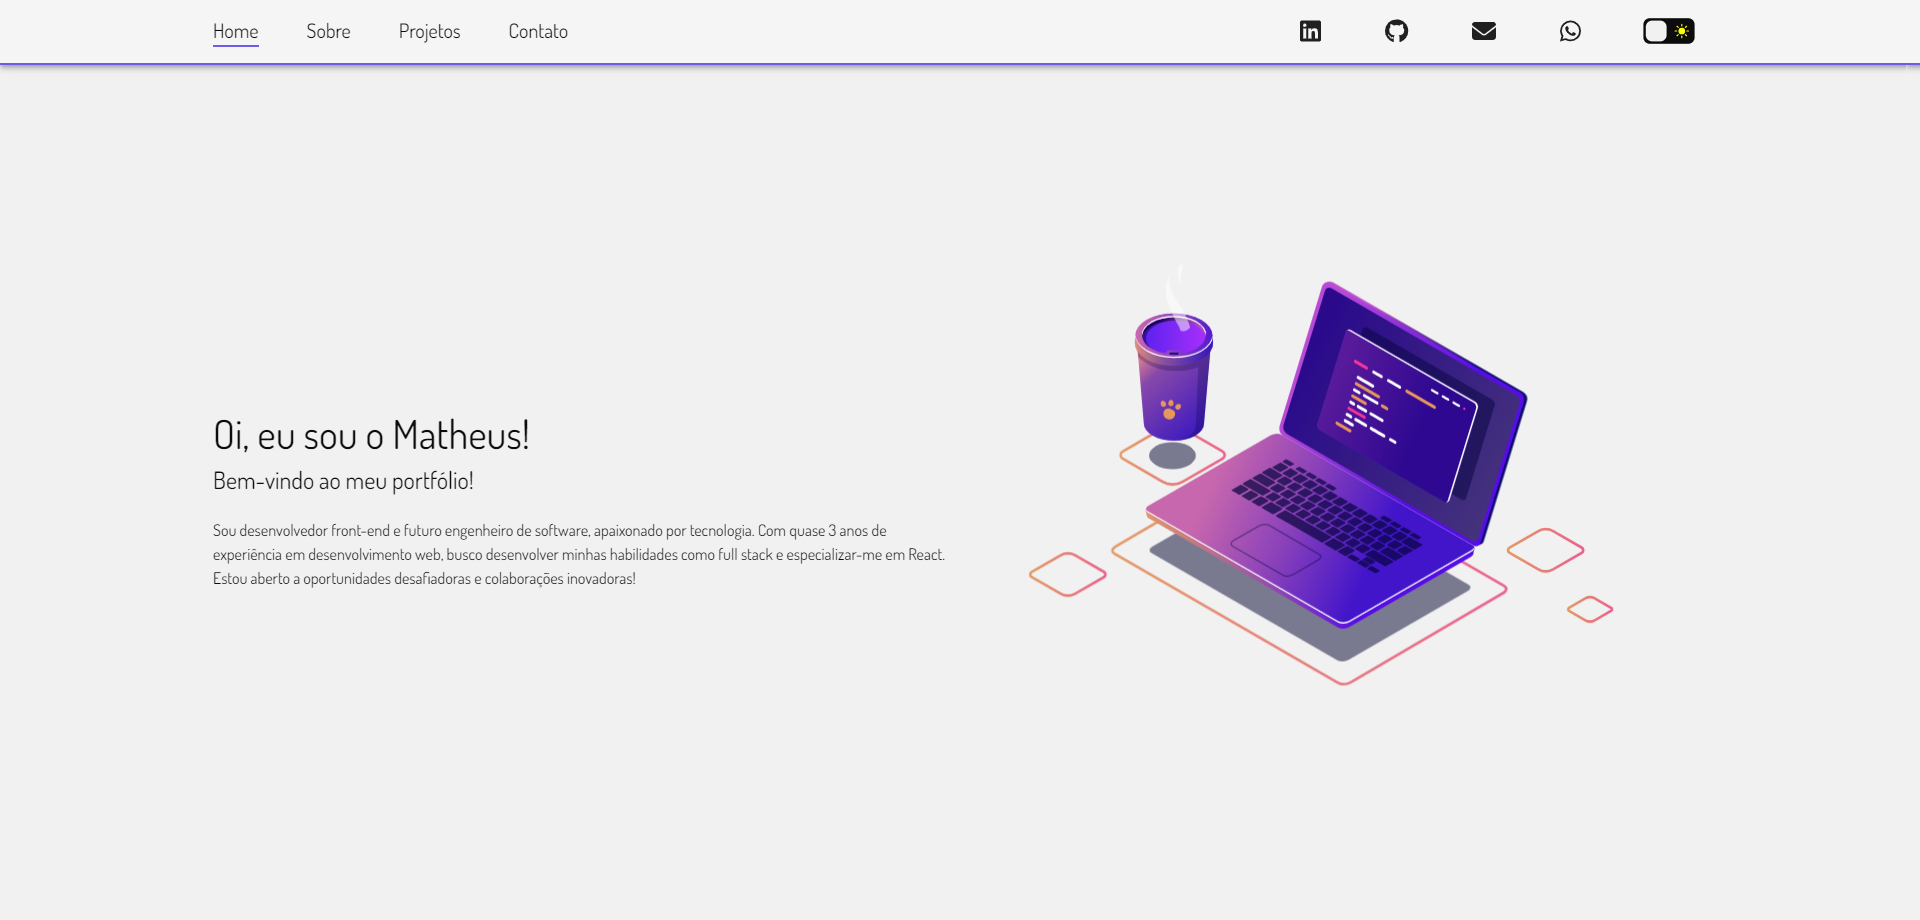 Home Sobre Projetos Contato
Oi, eu sou o Matheus!
Bem-vindo ao meu portfólio!
Sou desenvolvedor front-end e futuro engenheiro de software, apaixonado por tecnologia. Com quase 3 anos de
experiência em desenvolvimento web, busco desenvolver minhas habilidades como full stack e especializar-me em React.
Estou aberto a oportunidades desafiadoras e colaborações inovadoras!